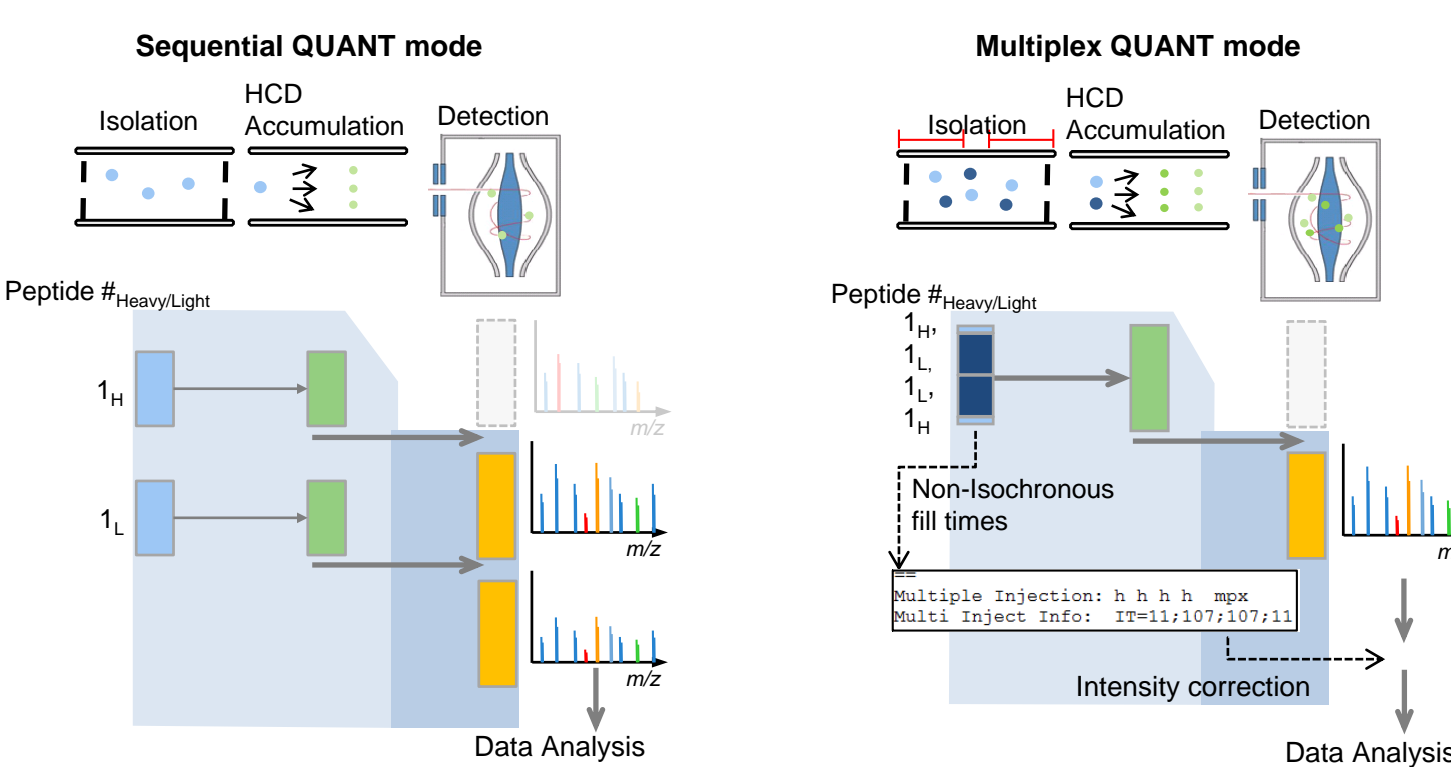 Sequential QUANT mode
Isolation
HCD
Accumulation
Detection
Peptide #Heavy/Light
1H
1L
m/z
m/z
m/z
Data Analysis
Multiplex QUANT mode
Isolation
HCD
Accumulation
Detection
Peptide #Heavy/Light
1H,
1L,
1L,
1H
Non-Isochronous
fill times
m
==
Multiple Injection: h h h h mpx
Multi Inject Info: IT=11;107;107;11
Intensity correction
Data Analysis